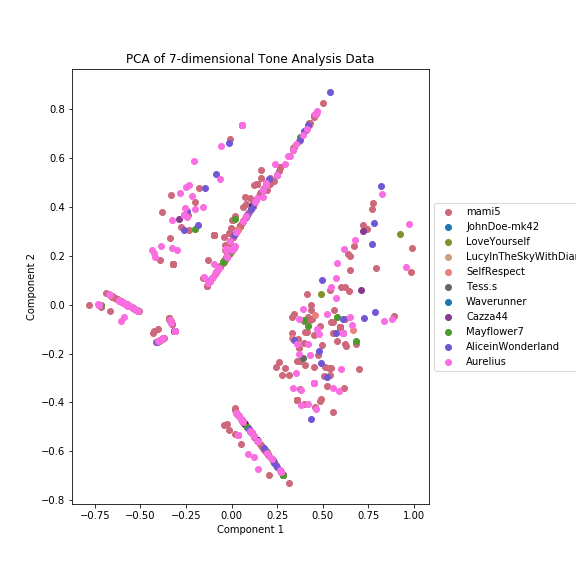 PCA of 7-dimensional Tone Analysis Data
Component 2
0.8
0.6
0.4
0.2
0.0
−0.2
−0.4
−0.6
−0.8
−0.75
−0.50
−0.25
0.00
0.25
0.50
0.75
1.00
Component 1
mami5
JohnDoe-mk42
LoveYourself
LucyInTheSkyWithDiar
SelfRespect
Tess.s
Waverunner
Cazza44
Mayflower7
AliceinWonderland
Aurelius